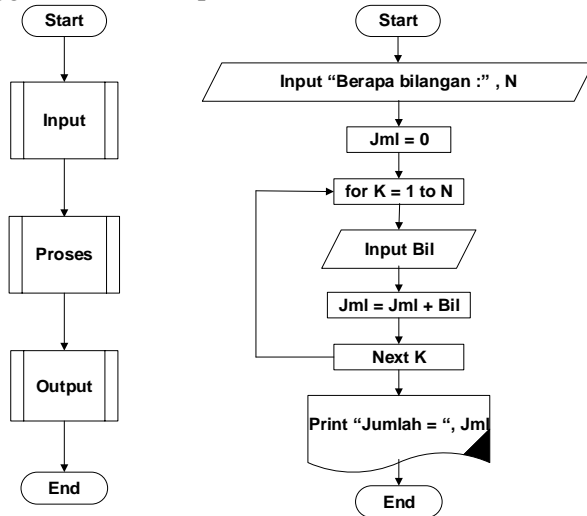 Start
Input
Proses
Output
End
Start
Input “Berapa bilangan :” , N
Jml = 0
for K = 1 to N
Input Bil
Jml = Jml + Bil
Next K
Print “Jumlah = “, Jml
End